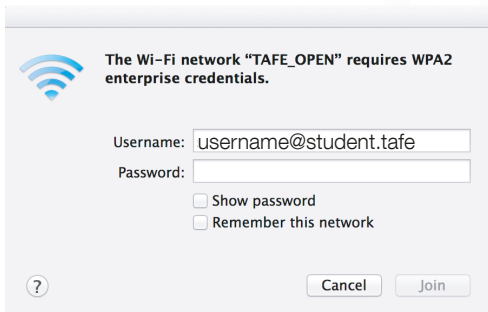 The Wi-Fi network “TAFE_OPEN” requires WPA2
enterprise credentials.
Username: username@student.tafe
Password:
Show password
Remember this network
? Cancel Join